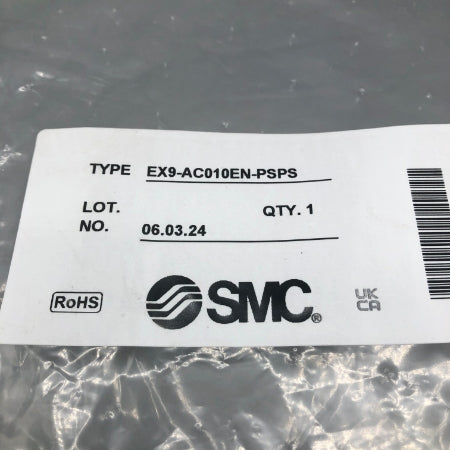 TYPE EX9-AC010EN-PSPS
LOT. QTY. 1
NO. 06.03.24
RoHS SMC® UK
CA